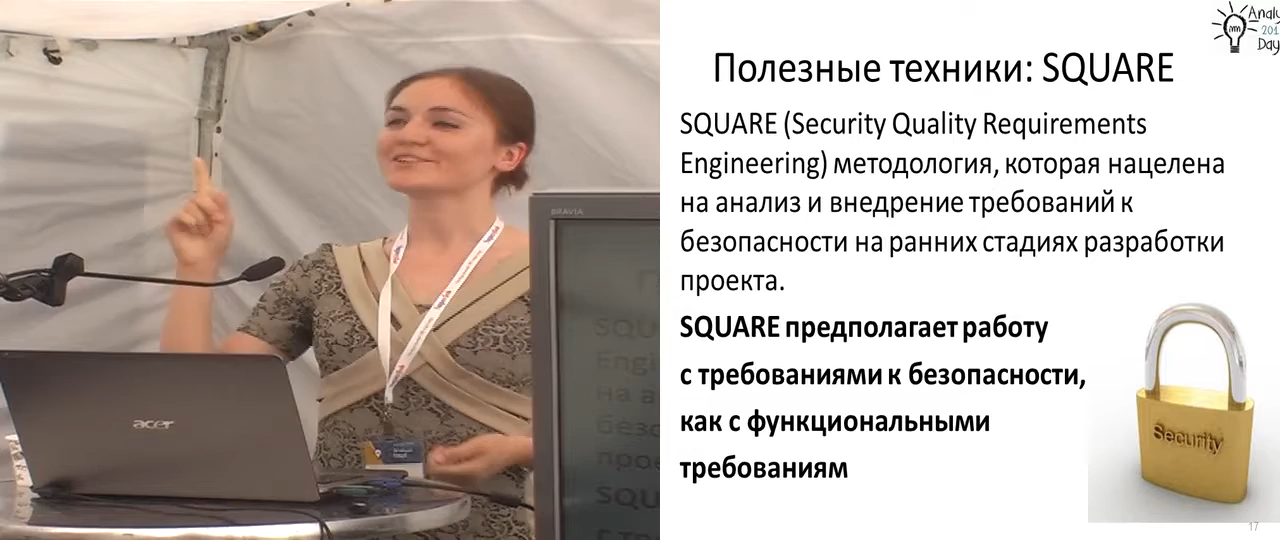 Полезные техники: SQUARE
SQUARE (Security Quality Requirements
Engineering) методология, которая нацелена
на анализ и внедрение требований к
безопасности на ранних стадиях разработки
проекта.
SQUARE предполагает работу
с требованиями к безопасности,
как с функциональными
требованиям
Security
17
BRAVIA
acer